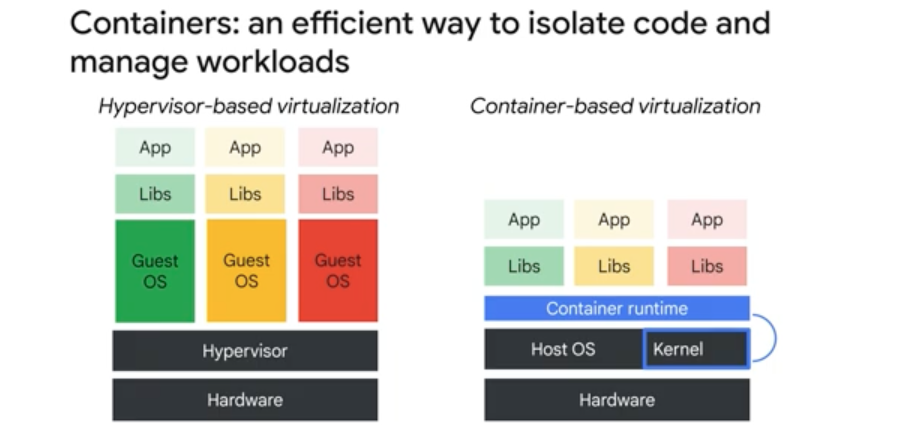 Containers: an efficient way to isolate code and
manage workloads
Hypervisor-based virtualization
App App App
Libs Libs Libs
Guest OS Guest OS Guest OS
Hypervisor
Hardware
Container-based virtualization
App App App
Libs Libs Libs
Container runtime
Host OS Kernel
Hardware